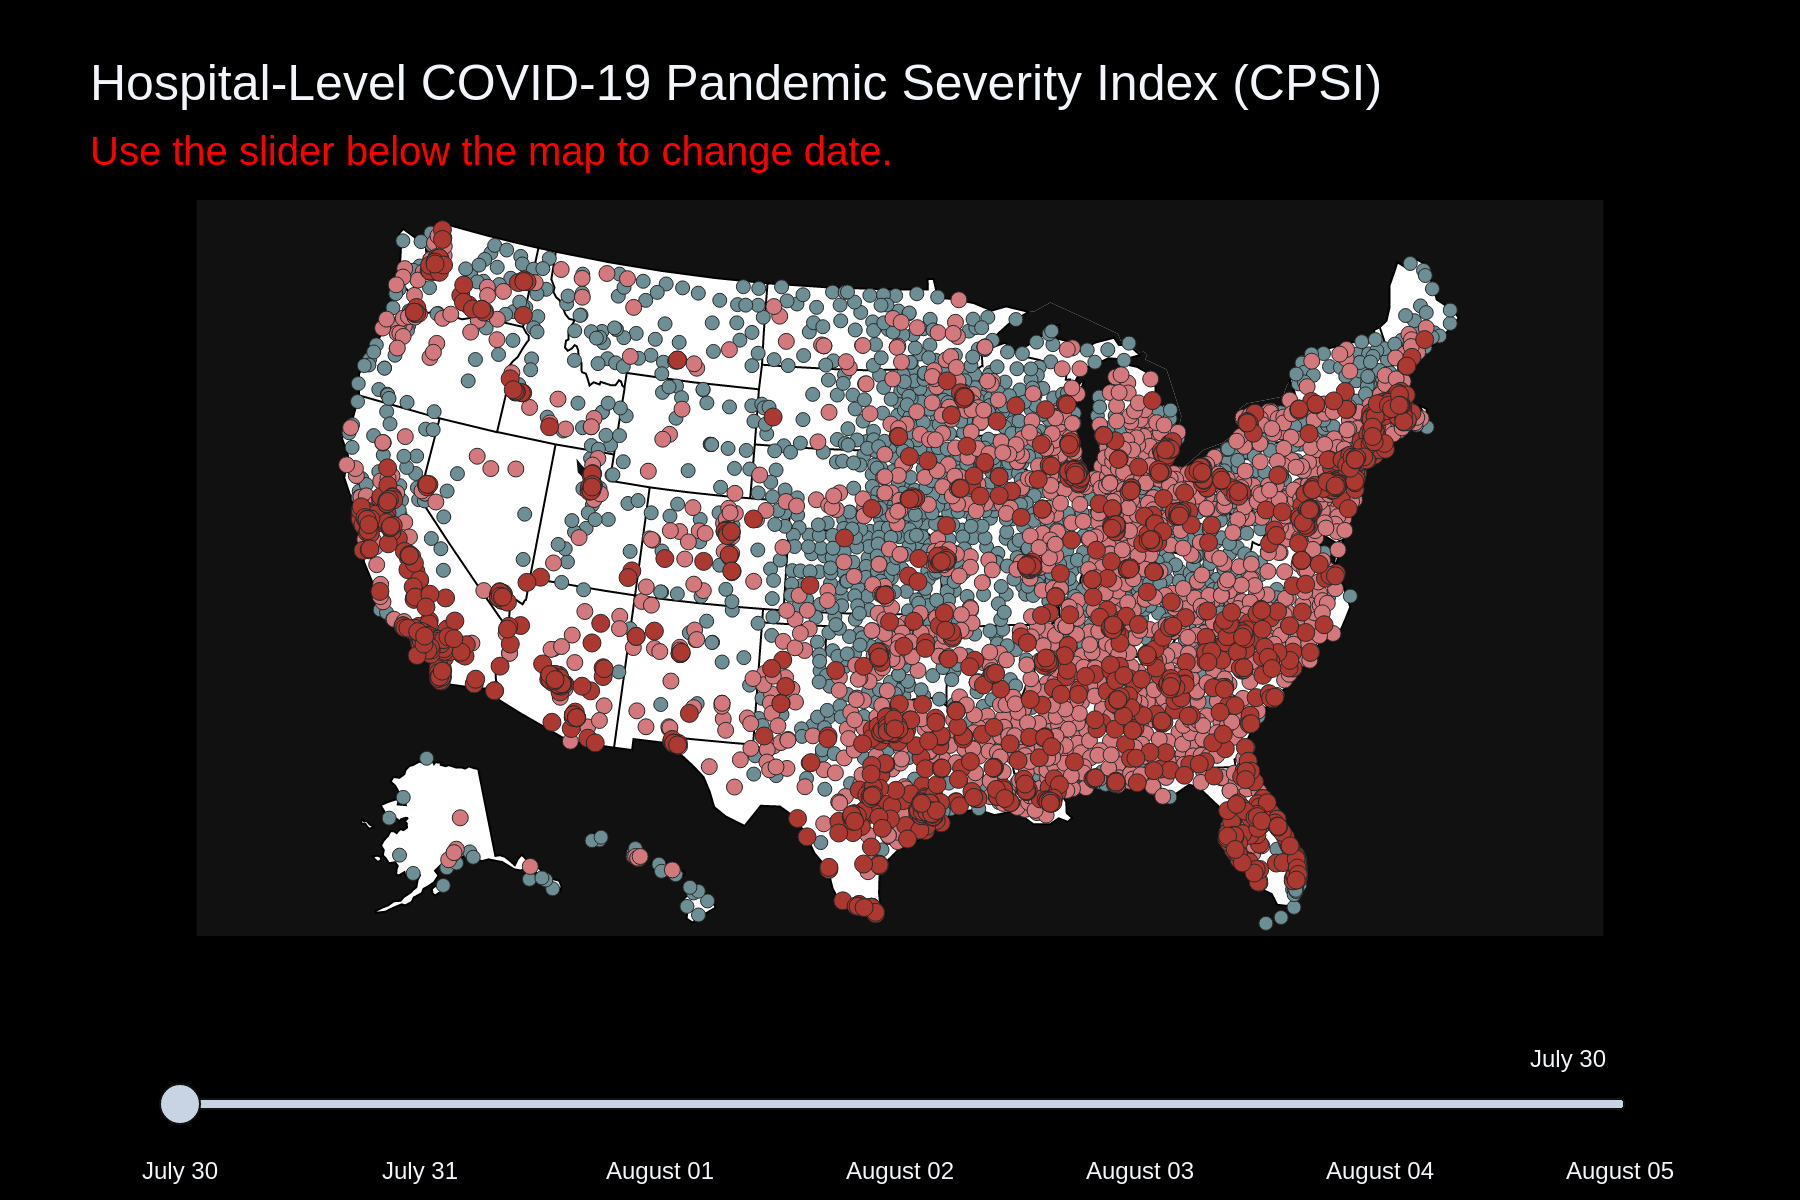 Hospital-Level COVID-19 Pandemic Severity Index (CPSI)
Use the slider below the map to change date.
July 30
July 30
July 31
August 01
August 02
August 03
August 04
August 05